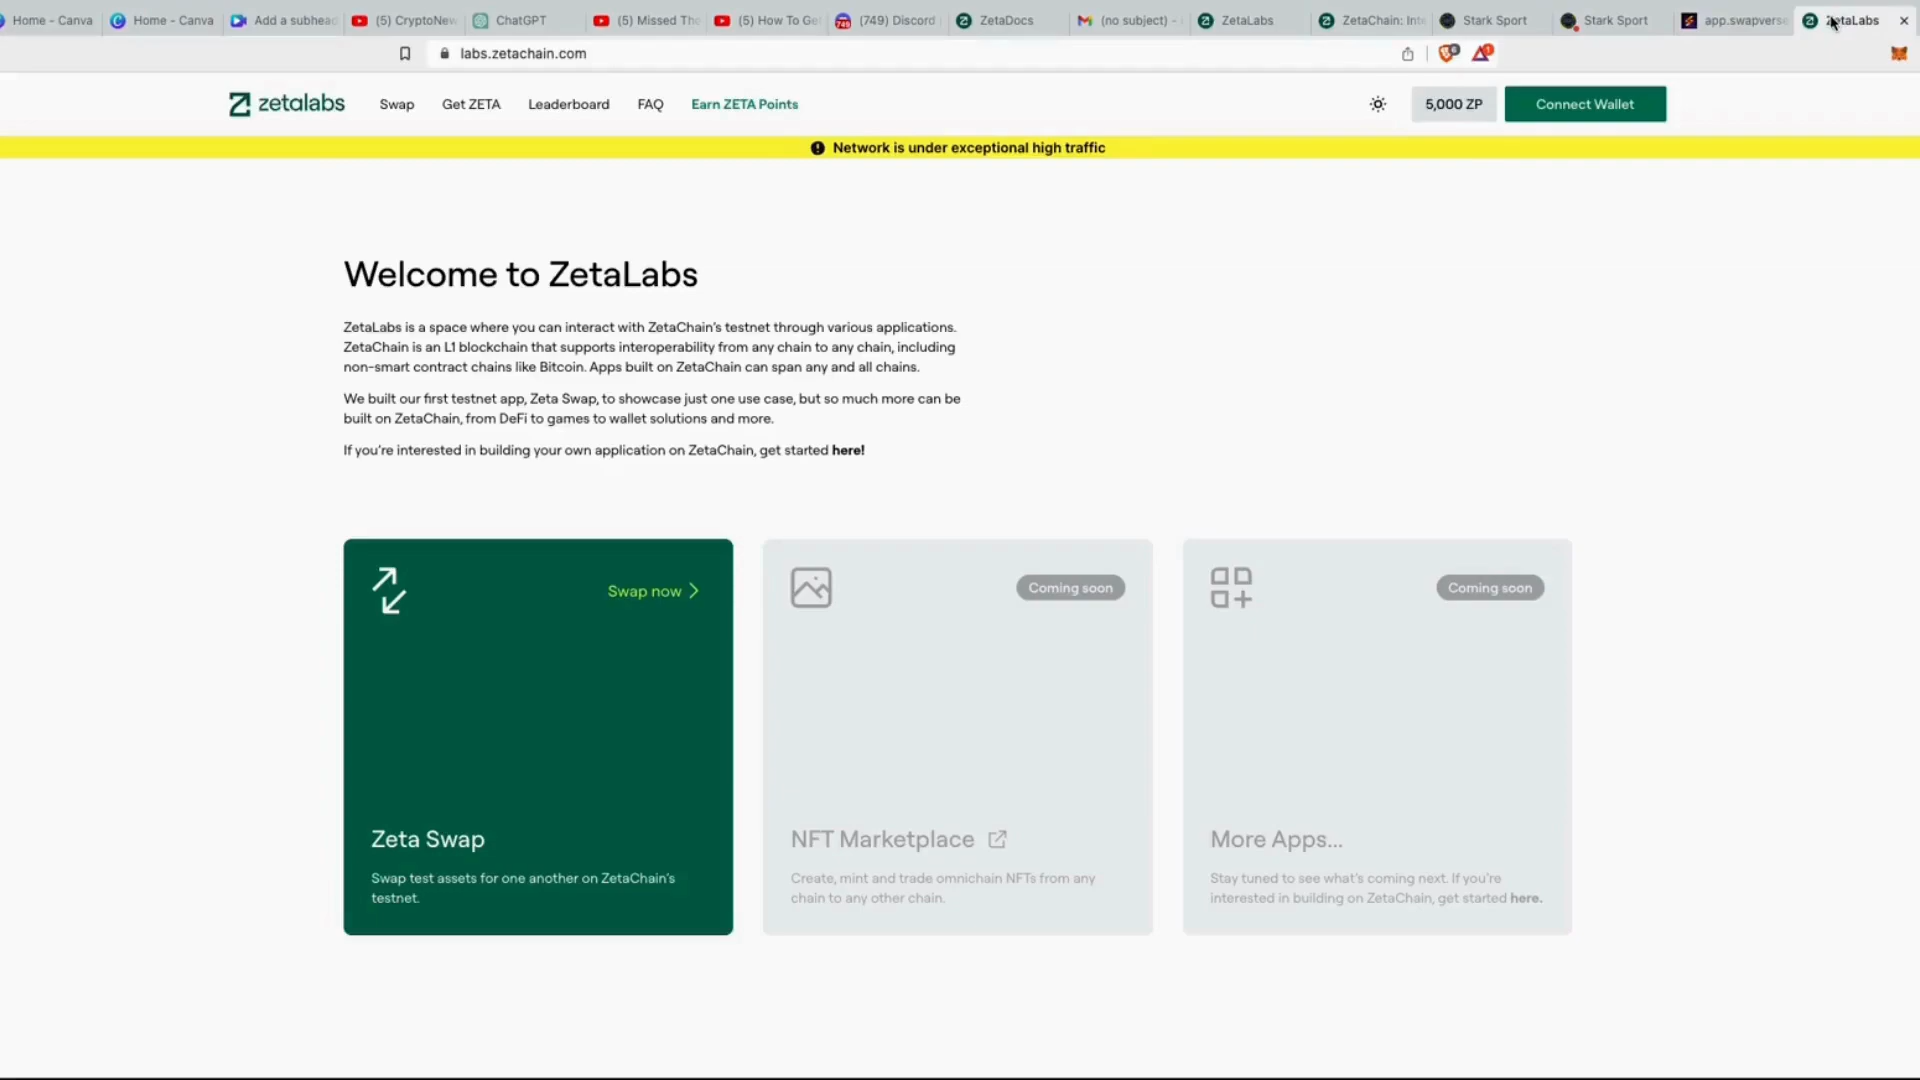 Home - Canva
Home - Canva
Add a subhead
(5) CryptoNew
ChatGPT
(5) Missed Tho
(5) How To Get
(749) Discord
ZetaDocs
(no subject) -
ZetaLabs
ZetaChain: Inte
Stark Sport
Stark Sport
app.swapverse
ZetaLabs
labs.zetachain.com
zetalabs
Swap
Get ZETA
Leaderboard
FAQ
Earn ZETA Points
5,000 ZP
Connect Wallet
Network is under exceptional high traffic
Welcome to ZetaLabs
ZetaLabs is a space where you can interact with ZetaChain's testnet through various applications.
ZetaChain is an L1 blockchain that supports interoperability from any chain to any chain, including
non-smart contract chains like Bitcoin. Apps built on ZetaChain can span any and all chains.
We built our first testnet app, Zeta Swap, to showcase just one use case, but so much more can be
built on ZetaChain, from DeFi to games to wallet solutions and more.
If you're interested in building your own application on ZetaChain, get started here!
Swap now
Zeta Swap
Swap test assets for one another on ZetaChain's
testnet.
Coming soon
NFT Marketplace
Create, mint and trade omnichain NFTs from any
chain to any other chain.
Coming soon
More Apps...
Stay tuned to see what's coming next. If you're
interested in building on ZetaChain, get started here.